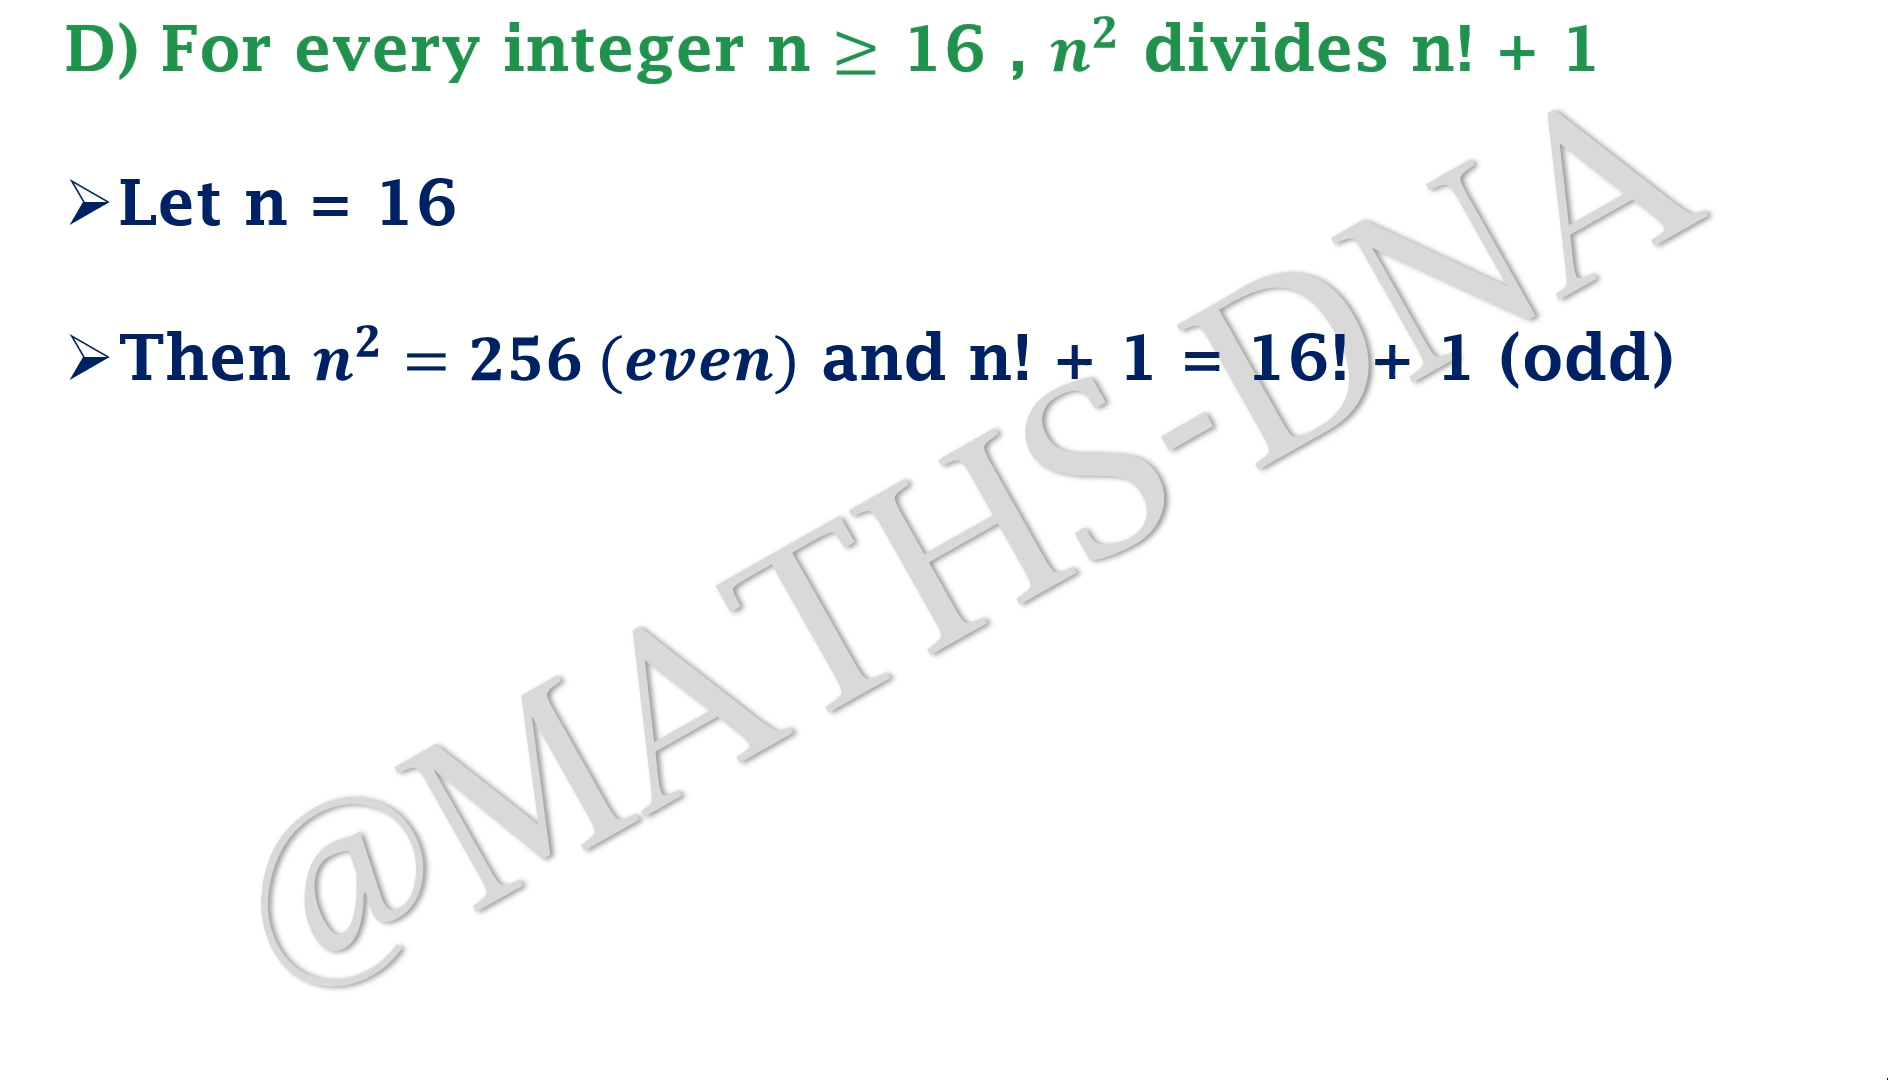 D) For every integer n ≥ 16 , n² divides n! + 1
➢Let n = 16
➢Then n² = 256 (even) and n! + 1 = 16! + 1 (odd)
@MATHS-DNA